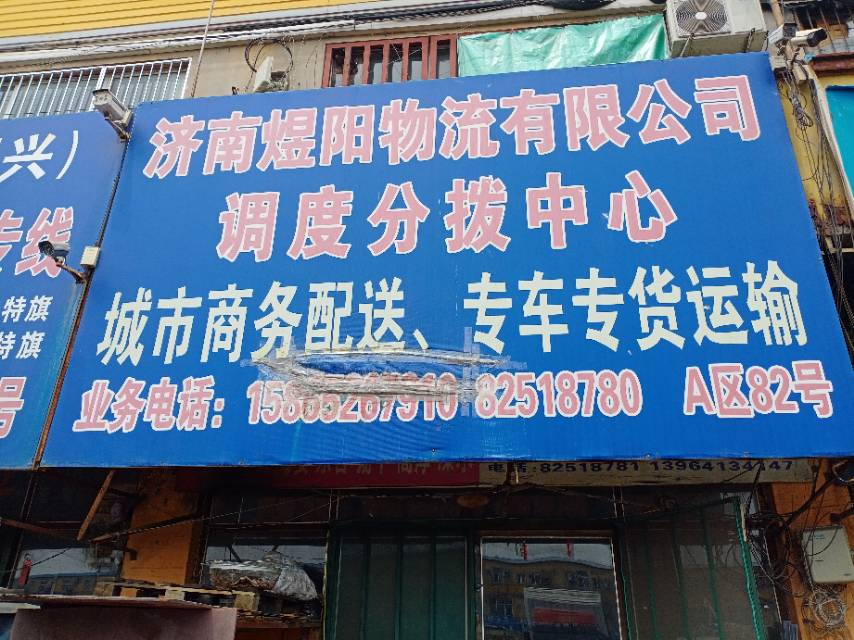 济南煜阳物流有限公司
调度分拨中心
城市商务配送、专车专货运输
业务电话：15866267910 82518780 A区82号
兴）
专线
特旗
特旗
号
电话:82518781 13964134147